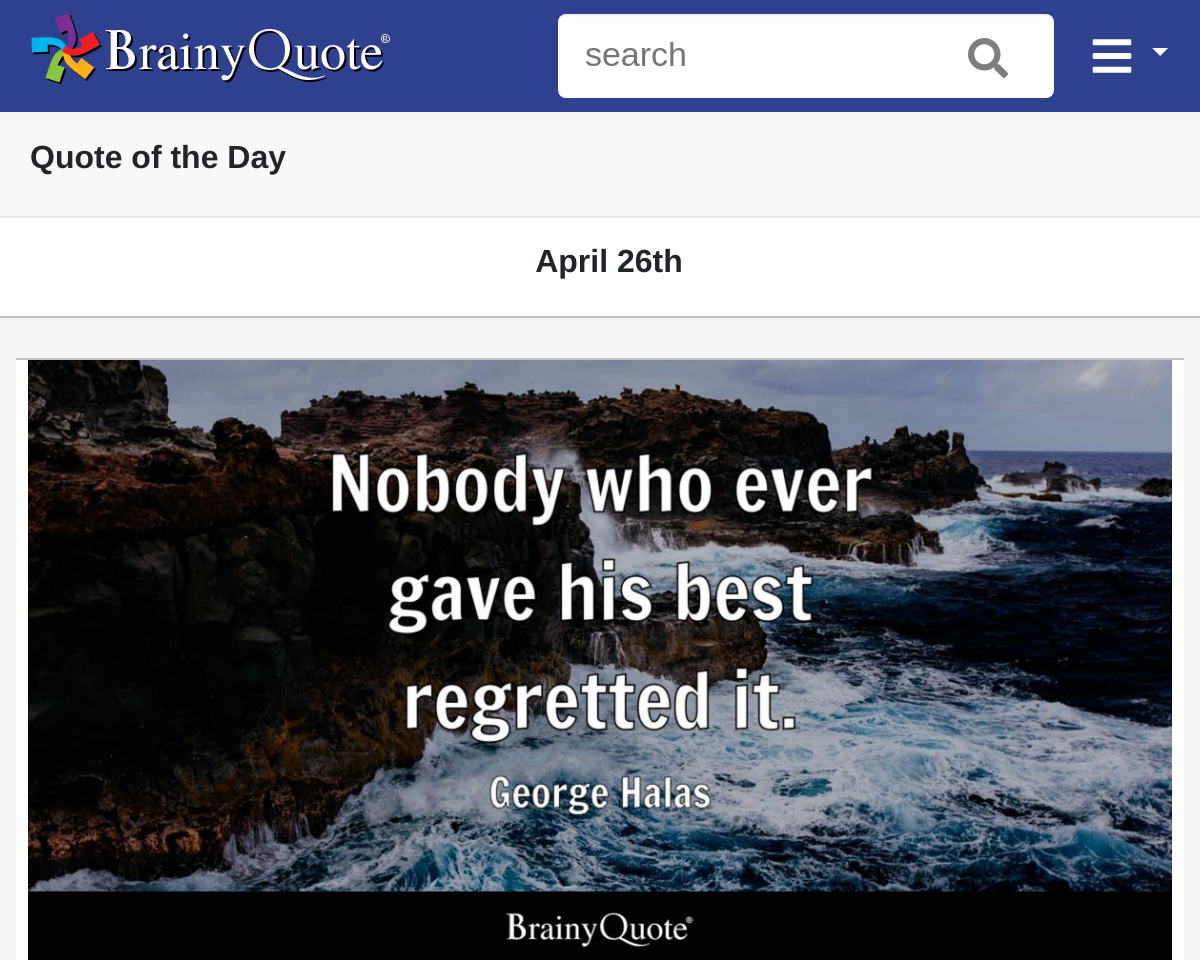 BrainyQuote®
search
Quote of the Day
April 26th
Nobody who ever
gave his best
regretted it.
George Halas
BrainyQuote®